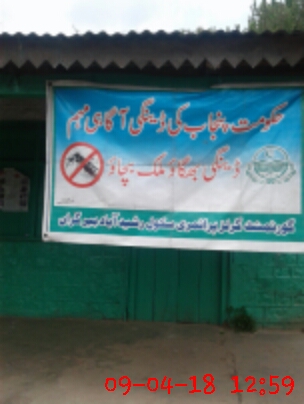 حکومت پنجاب کی ڈینگی آگاہی مہم
ڈینگی بھگاؤ ملک بچاؤ
گورنمنٹ گرلز پرائمری سکول رشید آباد
09-04-18 12:59